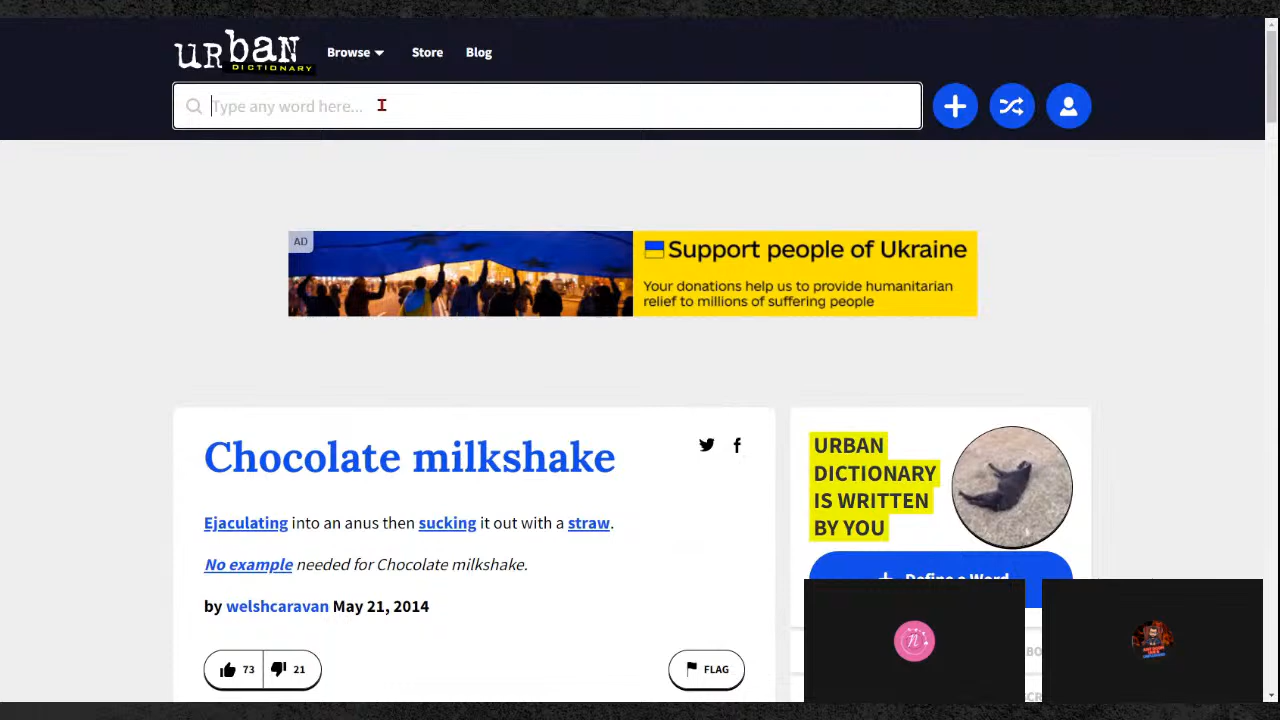 urban
DICTIONARY
Browse
Store
Blog
Type any word here...
AD
Support people of Ukraine
Your donations help us to provide humanitarian
relief to millions of suffering people
Chocolate milkshake
Ejaculating into an anus then sucking it out with a straw.
No example needed for Chocolate milkshake.
by welshcaravan May 21, 2014
73
21
FLAG
URBAN
DICTIONARY
IS WRITTEN
BY YOU
Define a Word
n